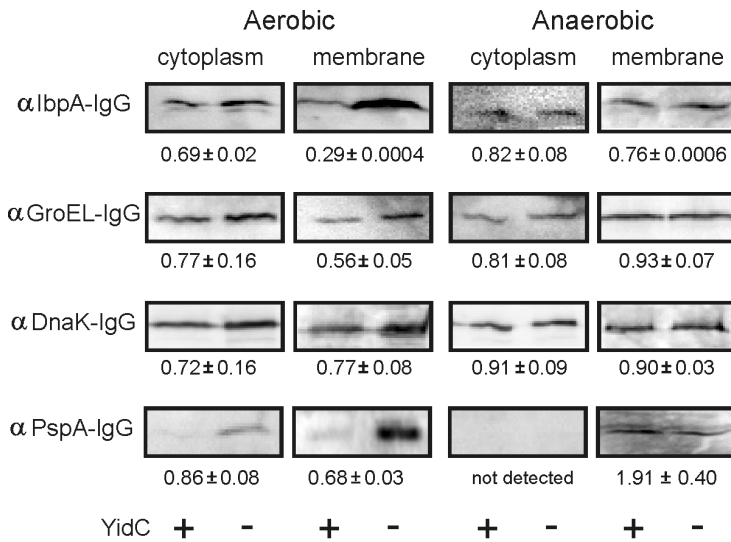 Aerobic Anaerobic
cytoplasm membrane cytoplasm membrane
αIbpA-IgG
0.69±0.02 0.29±0.0004 0.82±0.08 0.76±0.0006
αGroEL-IgG
0.77±0.16 0.56±0.05 0.81±0.08 0.93±0.07
αDnaK-IgG
0.72±0.16 0.77±0.08 0.91±0.09 0.90±0.03
α PspA-IgG
0.86±0.08 0.68±0.03 not detected 1.91 ± 0.40
YidC + - + - + - + -